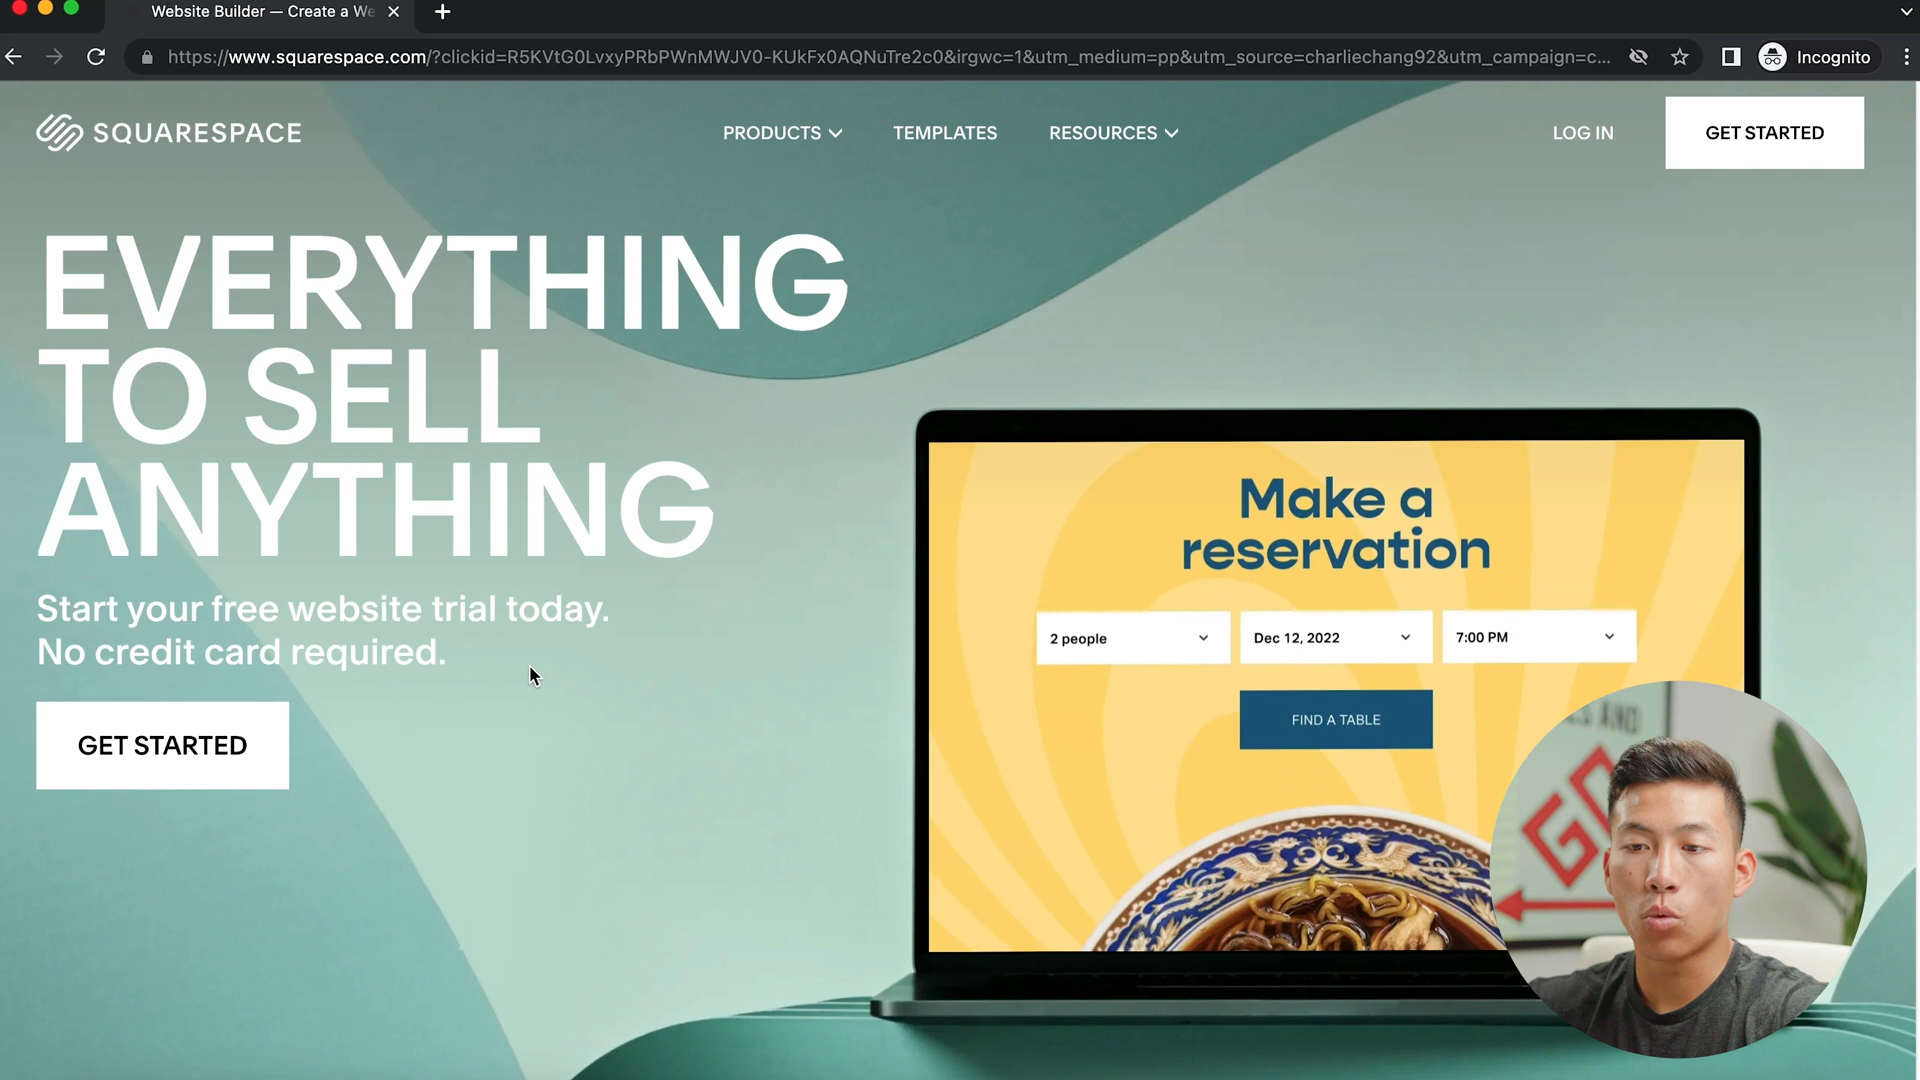 Website Builder — Create a We
https://www.squarespace.com/?clickid=R5KVtG0LvxyPRbPWnMWJV0-KUkFx0AQNuTre2c0&irgwc=1&utm_medium=pp&utm_source=charliechang92&utm_campaign=c...
Incognito
SQUARESPACE
PRODUCTS
TEMPLATES
RESOURCES
LOG IN
GET STARTED
EVERYTHING
TO SELL
ANYTHING
Start your free website trial today.
No credit card required.
GET STARTED
Make a
reservation
2 people
Dec 12, 2022
7:00 PM
FIND A TABLE
AND